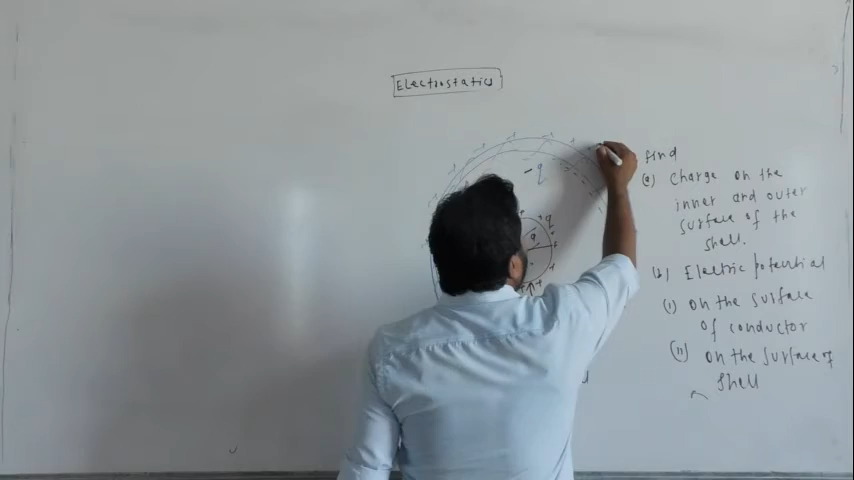 Electrostatics
- q
q
a
find
(a) Charge on the
inner and outer
surface of the
shell.
(b) Electric potential
(i) on the surface
of conductor
(ii) on the surface of
shell